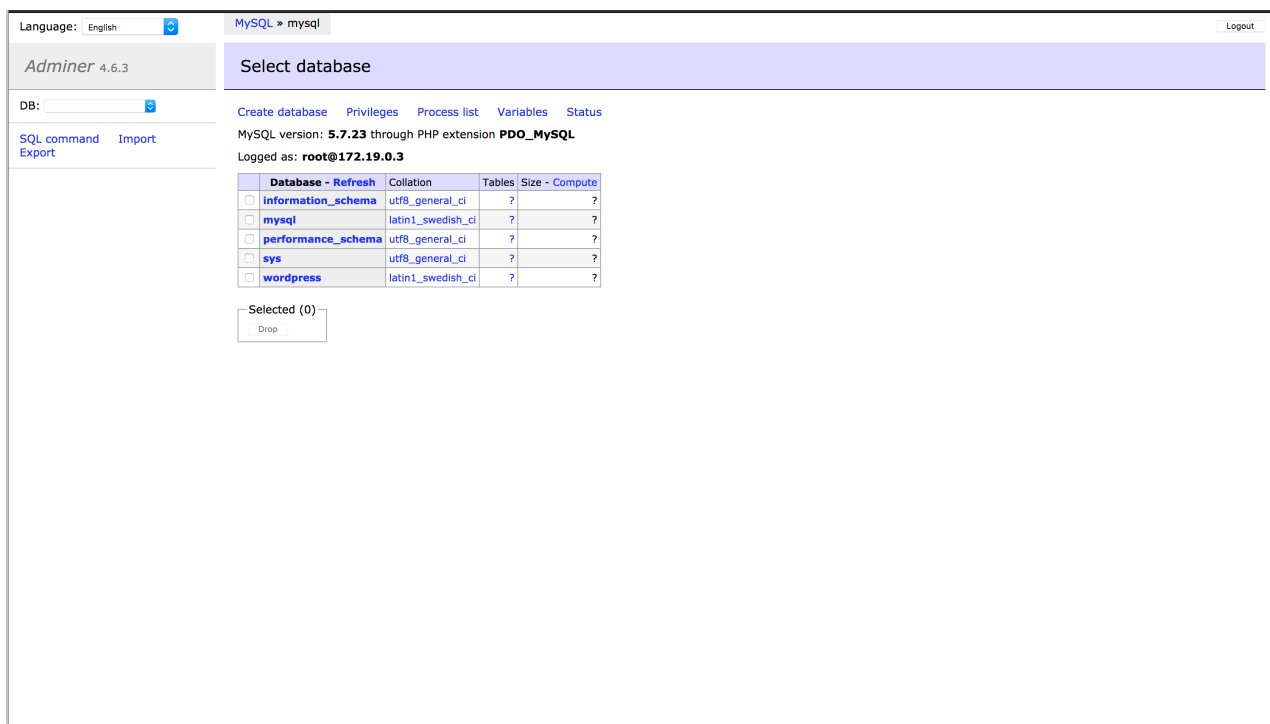 Language: English
MySQL » mysql
Logout
Adminer 4.6.3
Select database
DB:
SQL command Import
Export
Create database Privileges Process list Variables Status
MySQL version: 5.7.23 through PHP extension PDO_MySQL
Logged as: root@172.19.0.3
Database - Refresh Collation Tables Size - Compute
information_schema utf8_general_ci ? ?
mysql latin1_swedish_ci ? ?
performance_schema utf8_general_ci ? ?
sys utf8_general_ci ? ?
wordpress latin1_swedish_ci ? ?
Selected (0)
Drop